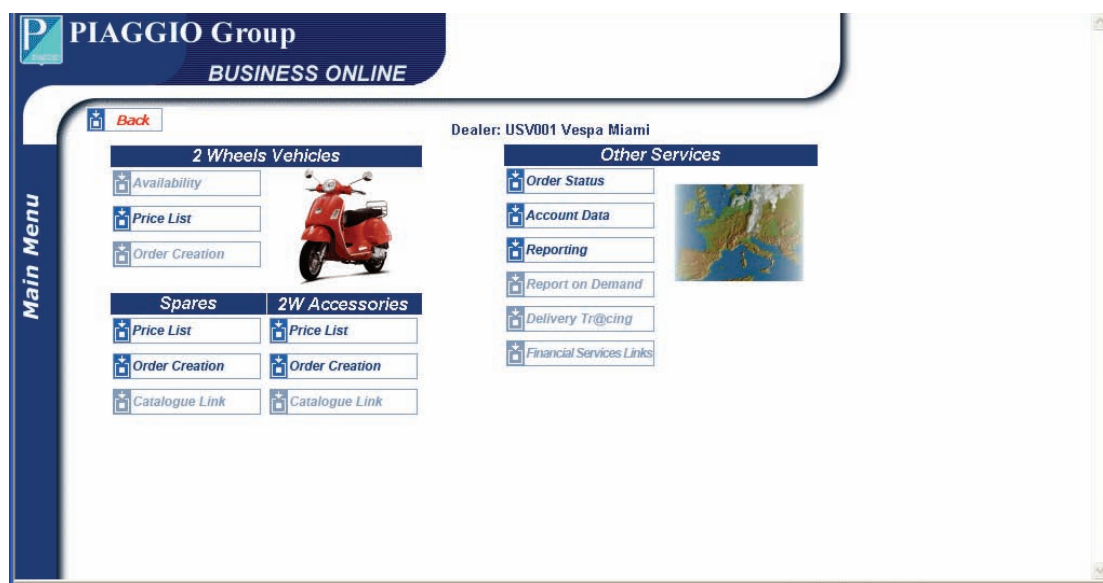 P PIAGGIO Group
PIAGGIO
BUSINESS ONLINE
Back
Dealer: USV001 Vespa Miami
Main Menu
2 Wheels Vehicles
Availability
Price List
Order Creation
Spares
Price List
Order Creation
Catalogue Link
2W Accessories
Price List
Order Creation
Catalogue Link
Other Services
Order Status
Account Data
Reporting
Report on Demand
Delivery Tr@cing
Financial Services Links